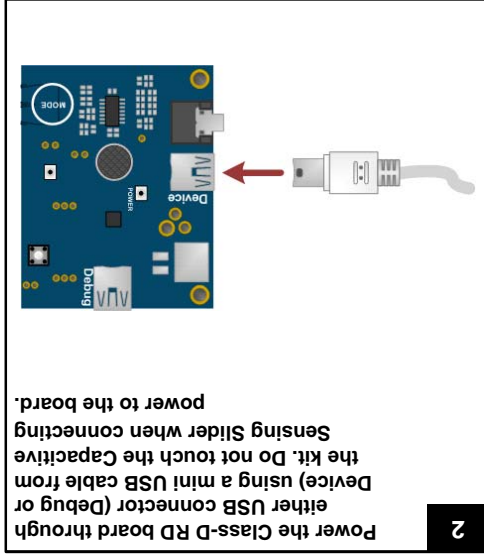 2
Power the Class-D RD board through
either USB connector (Debug or
Device) using a mini USB cable from
the kit. Do not touch the Capacitive
Sensing Slider when connecting
power to the board.
Debug
Device
POWER
MODE